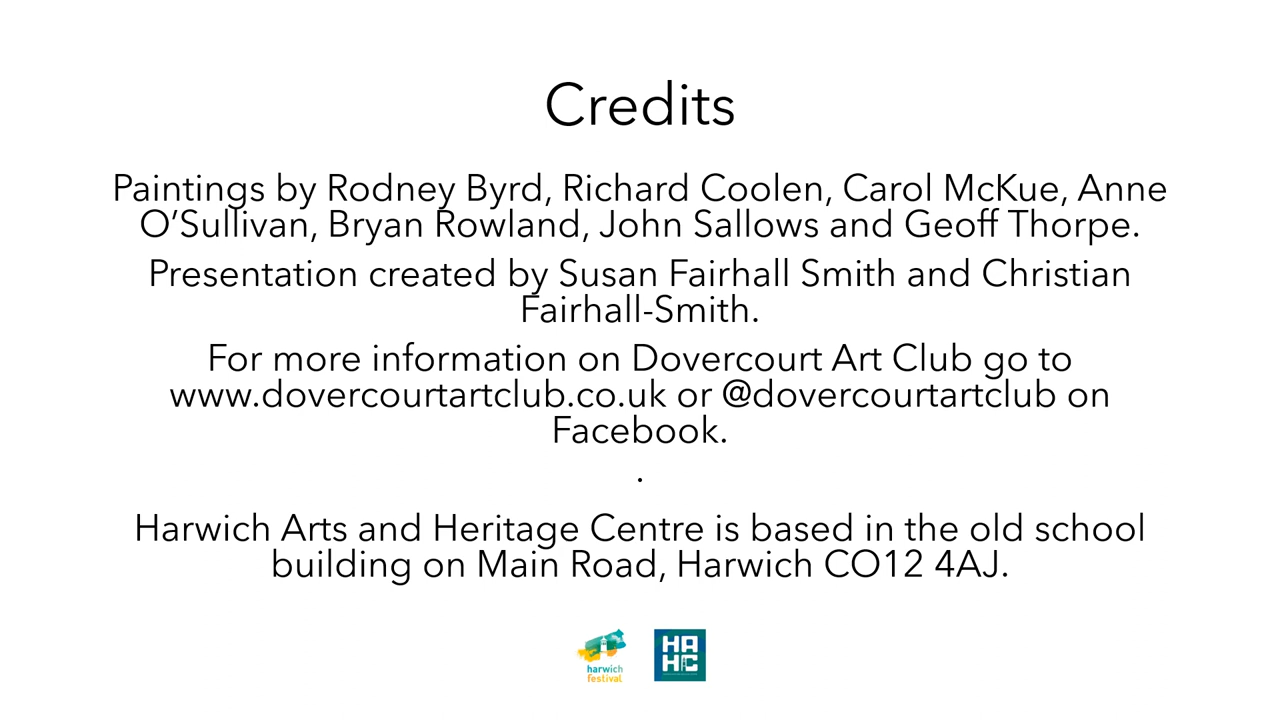 Credits
Paintings by Rodney Byrd, Richard Coolen, Carol McKue, Anne
O’Sullivan, Bryan Rowland, John Sallows and Geoff Thorpe.
Presentation created by Susan Fairhall Smith and Christian
Fairhall-Smith.
For more information on Dovercourt Art Club go to
www.dovercourtartclub.co.uk or @dovercourtartclub on
Facebook.
.
Harwich Arts and Heritage Centre is based in the old school
building on Main Road, Harwich CO12 4AJ.
harwich
festival
HA
HC